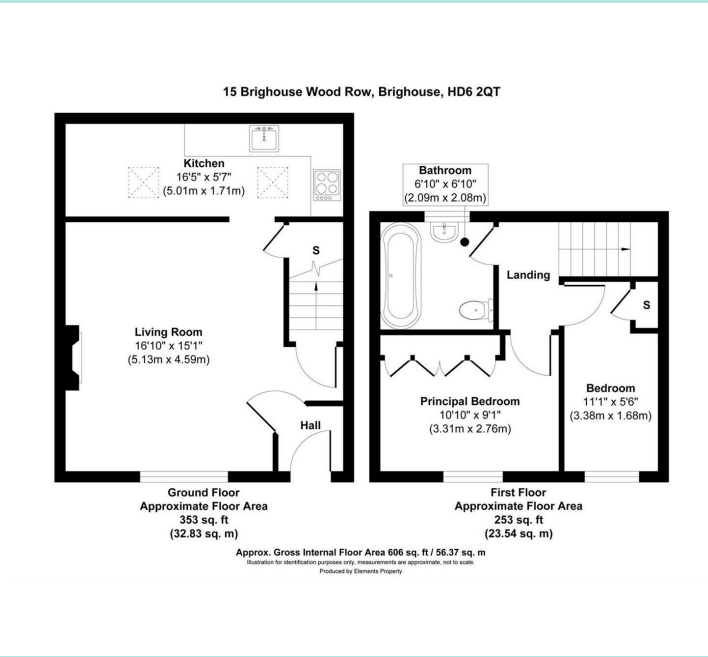 15 Brighouse Wood Row, Brighouse, HD6 2QT
Kitchen
16'5" x 5'7"
(5.01m x 1.71m)
S
Living Room
16'10" x 15'1"
(5.13m x 4.59m)
Hall
Ground Floor
Approximate Floor Area
353 sq. ft
(32.83 sq. m)
Bathroom
6'10" x 6'10"
(2.09m x 2.08m)
Landing
S
Principal Bedroom
10'10" x 9'1"
(3.31m x 2.76m)
Bedroom
11'1" x 5'6"
(3.38m x 1.68m)
First Floor
Approximate Floor Area
253 sq. ft
(23.54 sq. m)
Approx. Gross Internal Floor Area 606 sq. ft / 56.37 sq. m
Illustration for identification purposes only, measurements are approximate, not to scale.
Produced by Elements Property